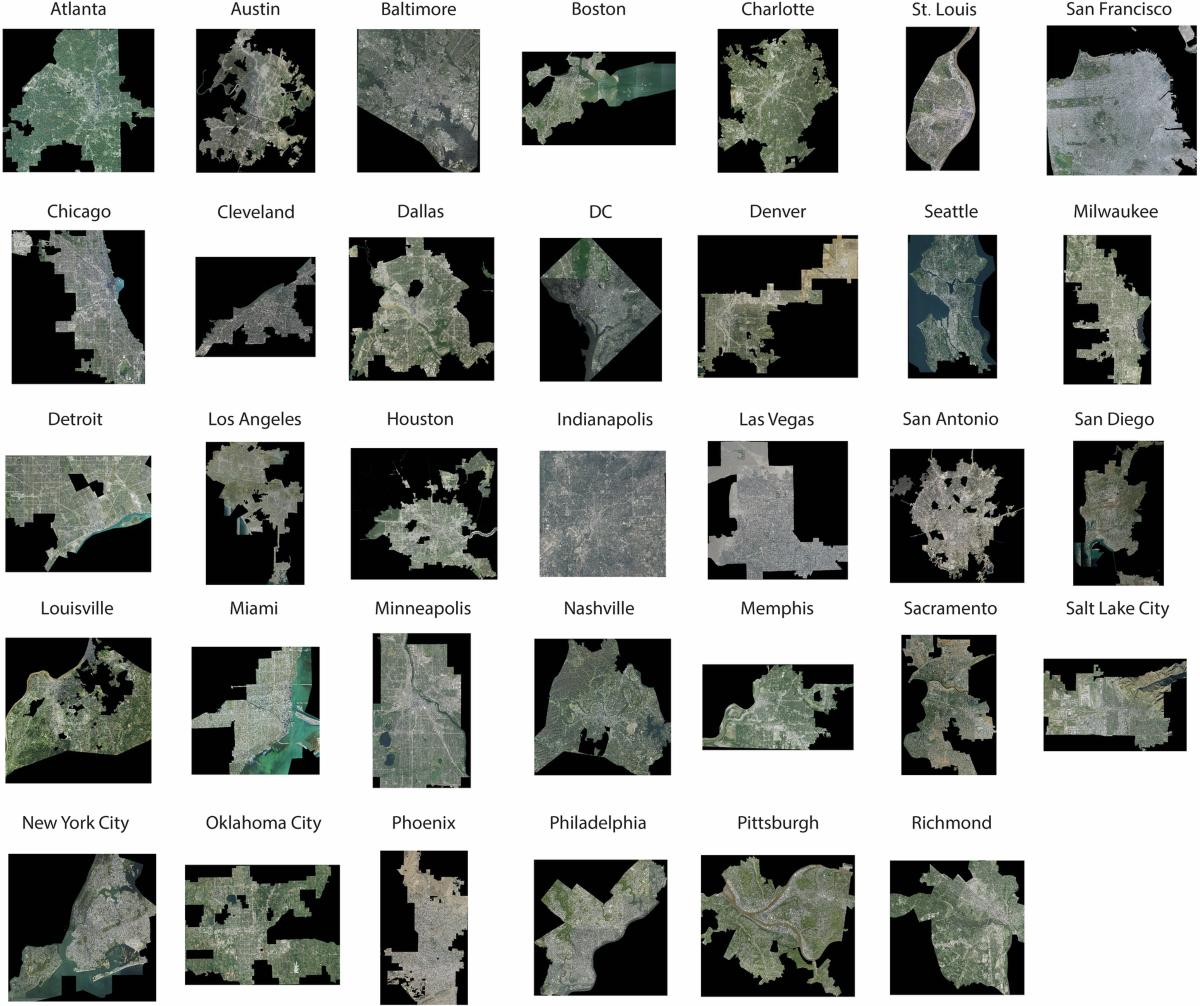 Atlanta Austin Baltimore Boston Charlotte St. Louis San Francisco
Chicago Cleveland Dallas DC Denver Seattle Milwaukee
Detroit Los Angeles Houston Indianapolis Las Vegas San Antonio San Diego
Louisville Miami Minneapolis Nashville Memphis Sacramento Salt Lake City
New York City Oklahoma City Phoenix Philadelphia Pittsburgh Richmond